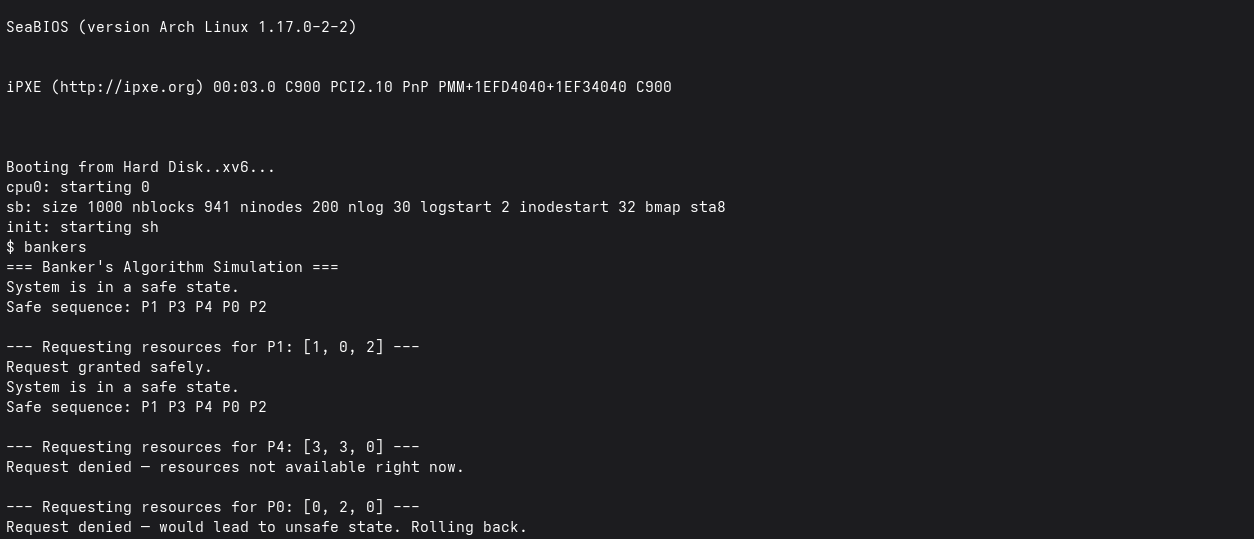 SeaBIOS (version Arch Linux 1.17.0-2-2)
iPXE (http://ipxe.org) 00:03.0 C900 PCI2.10 PnP PMM+1EFD4040+1EF34040 C900
Booting from Hard Disk..xv6...
cpu0: starting 0
sb: size 1000 nblocks 941 ninodes 200 nlog 30 logstart 2 inodestart 32 bmap sta8
init: starting sh
$ bankers
=== Banker's Algorithm Simulation ===
System is in a safe state.
Safe sequence: P1 P3 P4 P0 P2
--- Requesting resources for P1: [1, 0, 2] ---
Request granted safely.
System is in a safe state.
Safe sequence: P1 P3 P4 P0 P2
--- Requesting resources for P4: [3, 3, 0] ---
Request denied — resources not available right now.
--- Requesting resources for P0: [0, 2, 0] ---
Request denied — would lead to unsafe state. Rolling back.